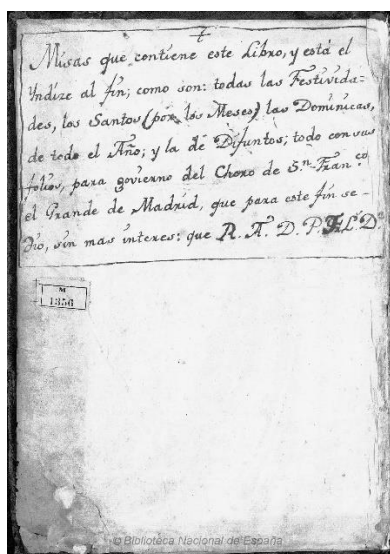 Misas que contiene este Libro, y está el
Yndize al fin; como son: todas las Festivida=
des, los Santos (por los Meses) las Dominicas,
de todo el Año; y la de Difuntos; todo con sus
folios, para govierno del Choro de Sn. Franco.
el Grande de Madrid, que para este fin se-
dio, sin mas interes: que R. A. D. P. F. L. D.
M
1356
© Biblioteca Nacional de España